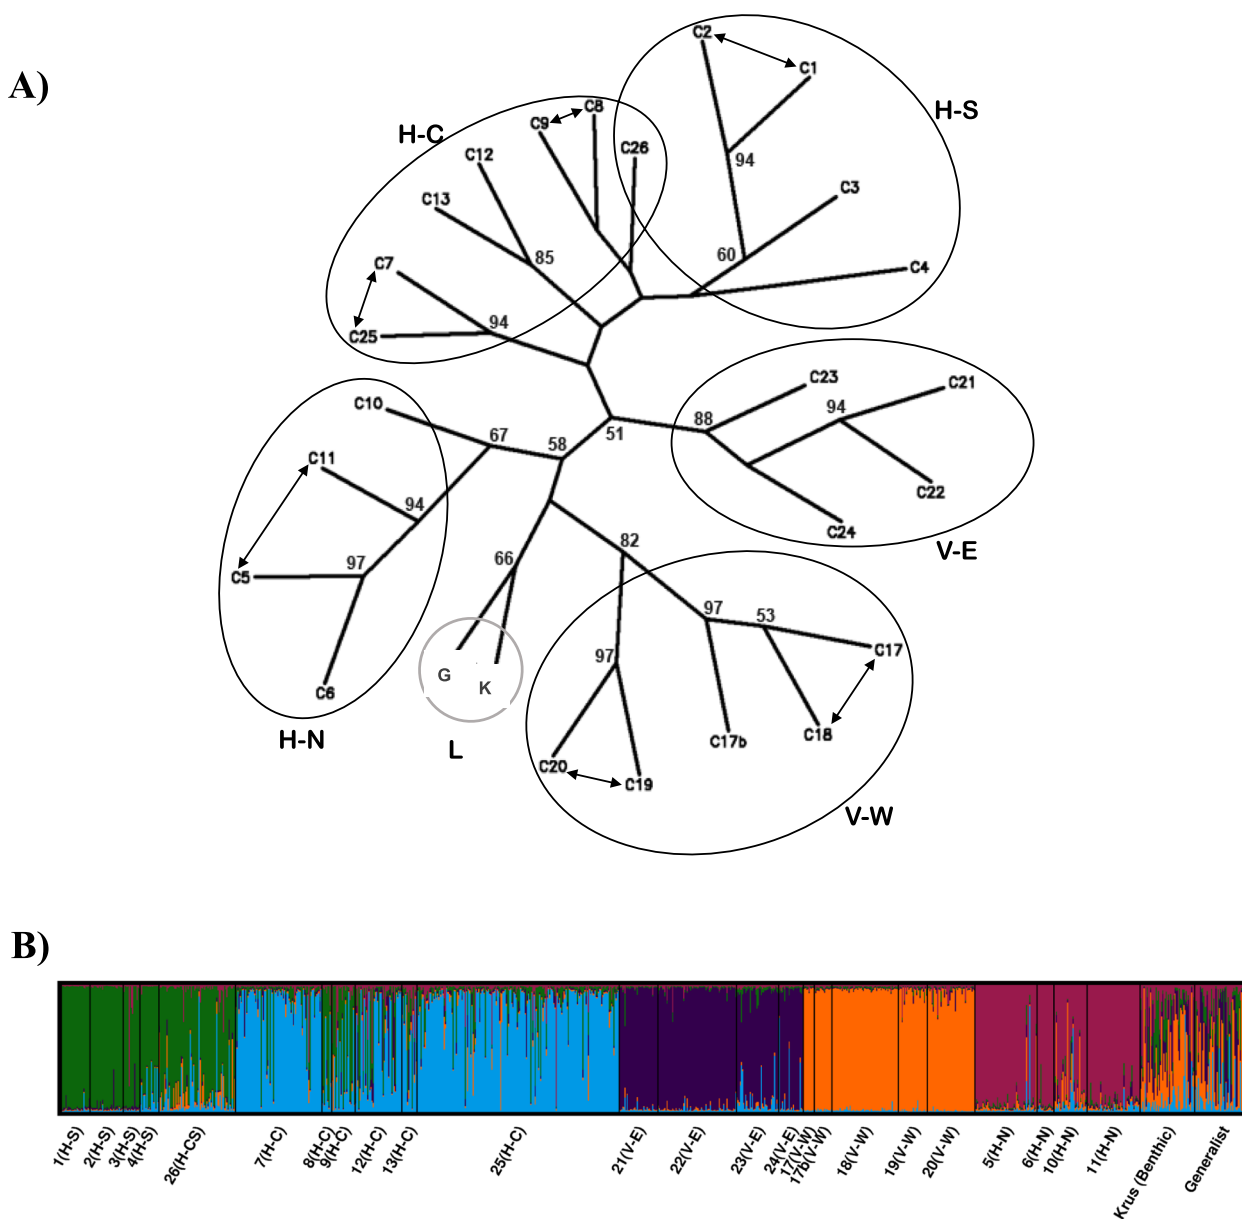 A)
C2
C1
H-S
C8
C9
H-C
C26
C12
94
C3
C13
60
85
C7
C4
94
C25
C23
C21
C10
94
88
67
51
58
C11
C22
94
C24
82
V-E
66
97
C5
97
53
C17
97
G
K
C6
C18
C17b
H-N
L
C20
C19
V-W
B)
1(H-S)
2(H-S)
3(H-S)
4(H-S)
26(H-CS)
7(H-C)
8(H-C)
9(H-C)
12(H-C)
13(H-C)
25(H-C)
21(V-E)
22(V-E)
23(V-E)
24(V-E)
17(V-W)
17b(V-W)
18(V-W)
19(V-W)
20(V-W)
5(H-N)
6(H-N)
10(H-N)
11(H-N)
Krus (Benthic)
Generalist